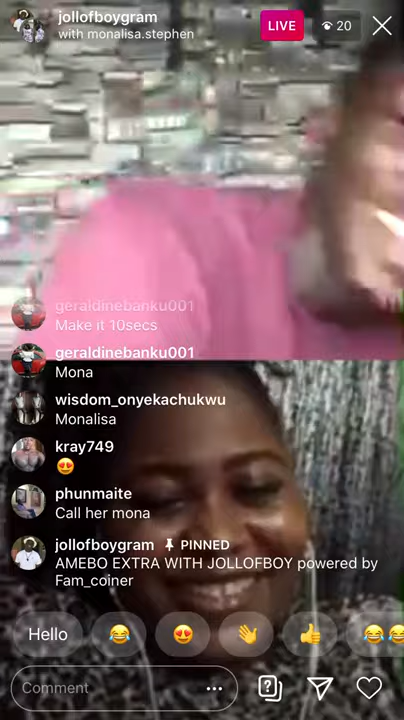 jollofboygram
with monalisa.stephen
LIVE
20
geraldinebanku001
Make it 10secs
geraldinebanku001
Mona
wisdom_onyekachukwu
Monalisa
kray749
😍
phunmaite
Call her mona
jollofboygram PINNED
AMEBO EXTRA WITH JOLLOFBOY powered by
Fam_coiner
Hello 😂 😍 👋 👍 😂😂
Comment